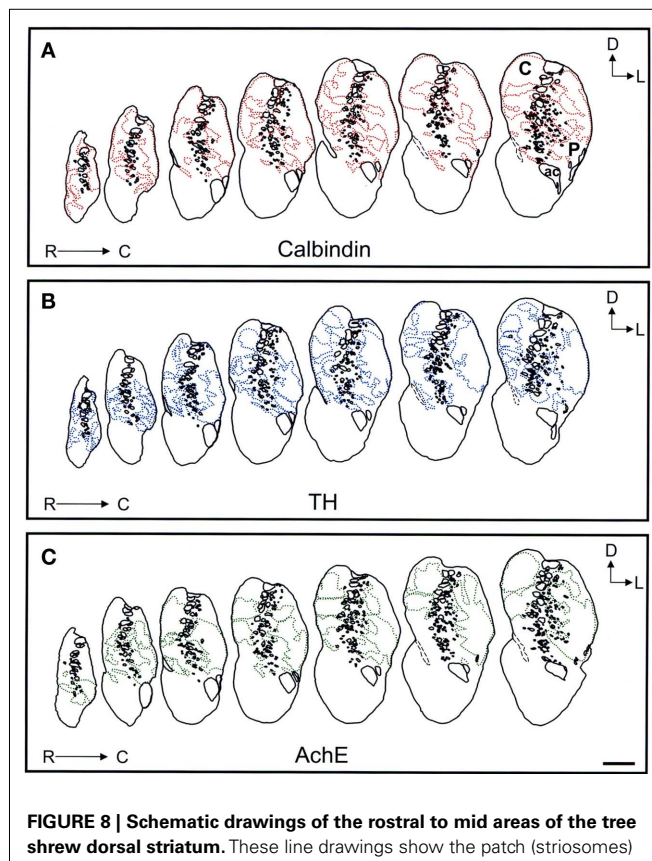 A
D
L
C
P
ac
R C
Calbindin
B
D
L
R C
TH
C
D
L
R C
AchE
FIGURE 8 | Schematic drawings of the rostral to mid areas of the tree
shrew dorsal striatum. These line drawings show the patch (striosomes)